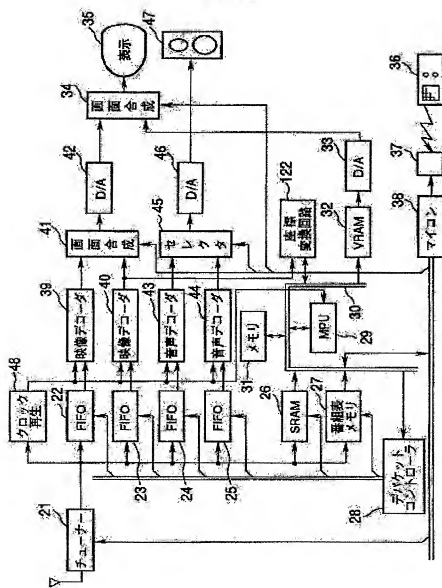 47
35
表示
34
画面合成
36
42
D/A
46
D/A
33
D/A
37
41
画面合成
45
セレクタ
122
座標
変換回路
32
VRAM
38
マイコン
39
映像デコーダ
40
映像デコーダ
43
音声デコーダ
44
音声デコーダ
30
31
メモリ
MPU
29
48
クロック
再生
22
FIFO
FIFO
23
FIFO
24
FIFO
25
26
SRAM
27
番組表
メモリ
21
チューナー
28
デパケット
コントローラ